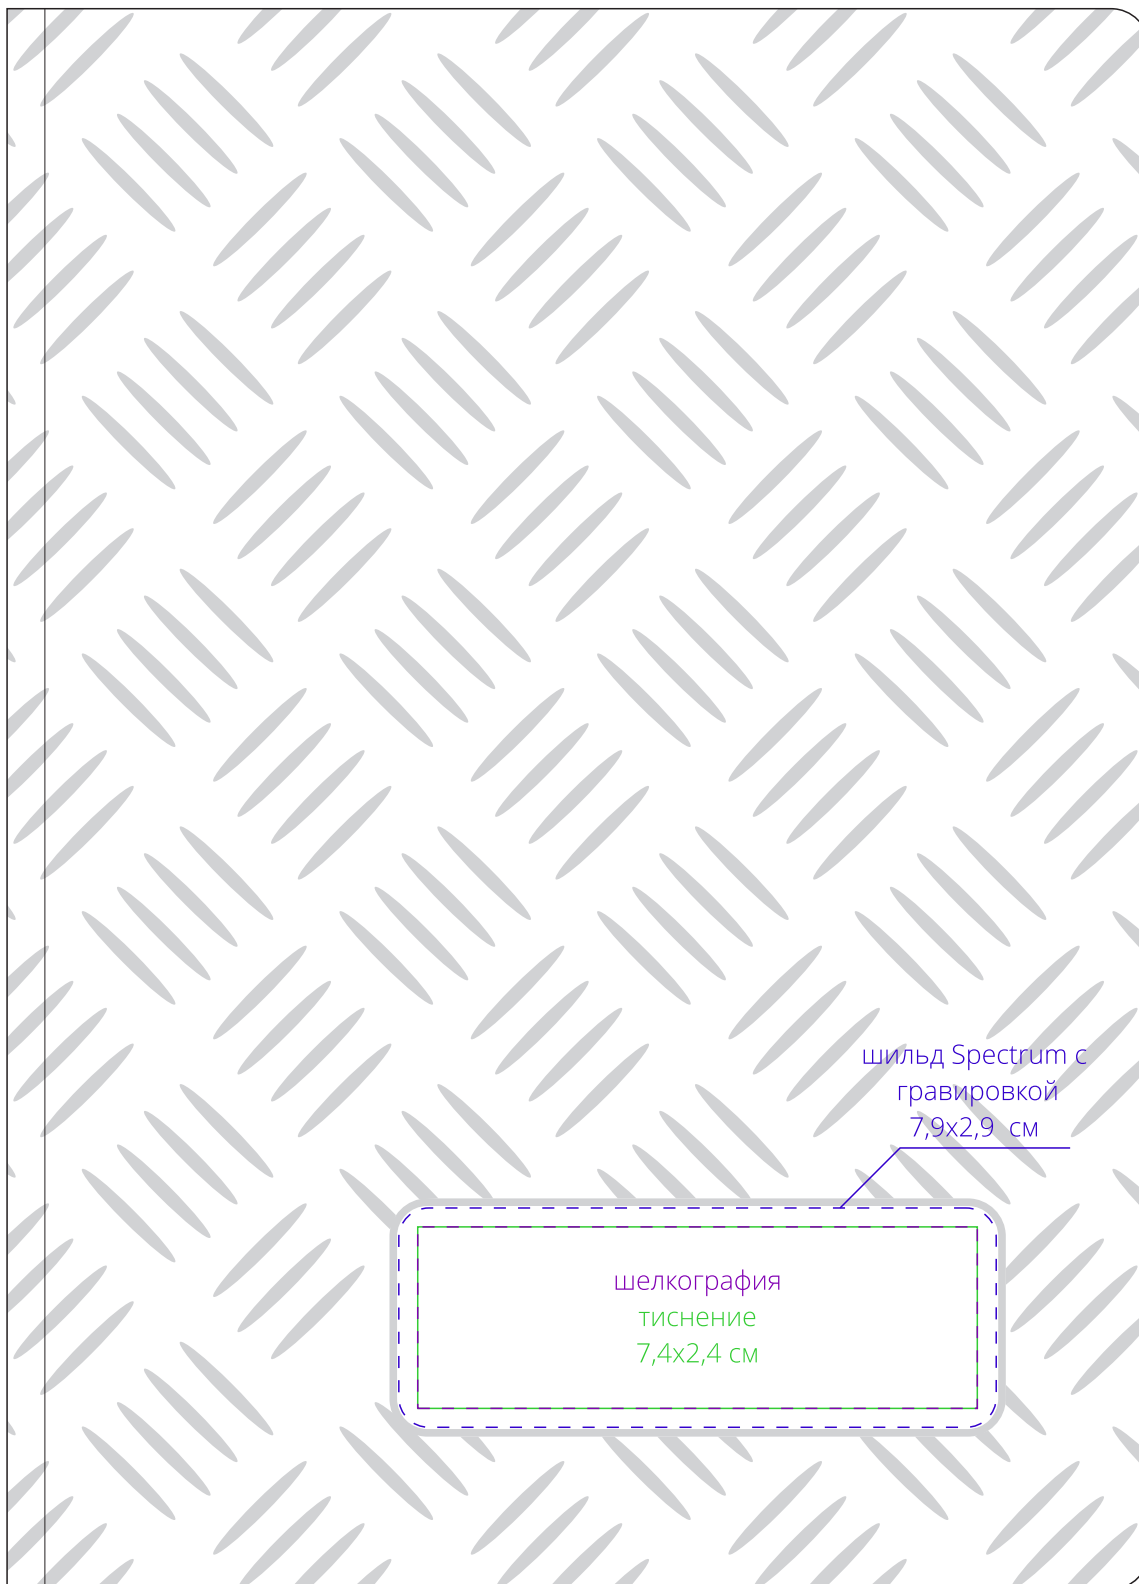 шильд Spectrum с
гравировкой
7,9х2,9 см
шелкография
тиснение
7,4х2,4 см